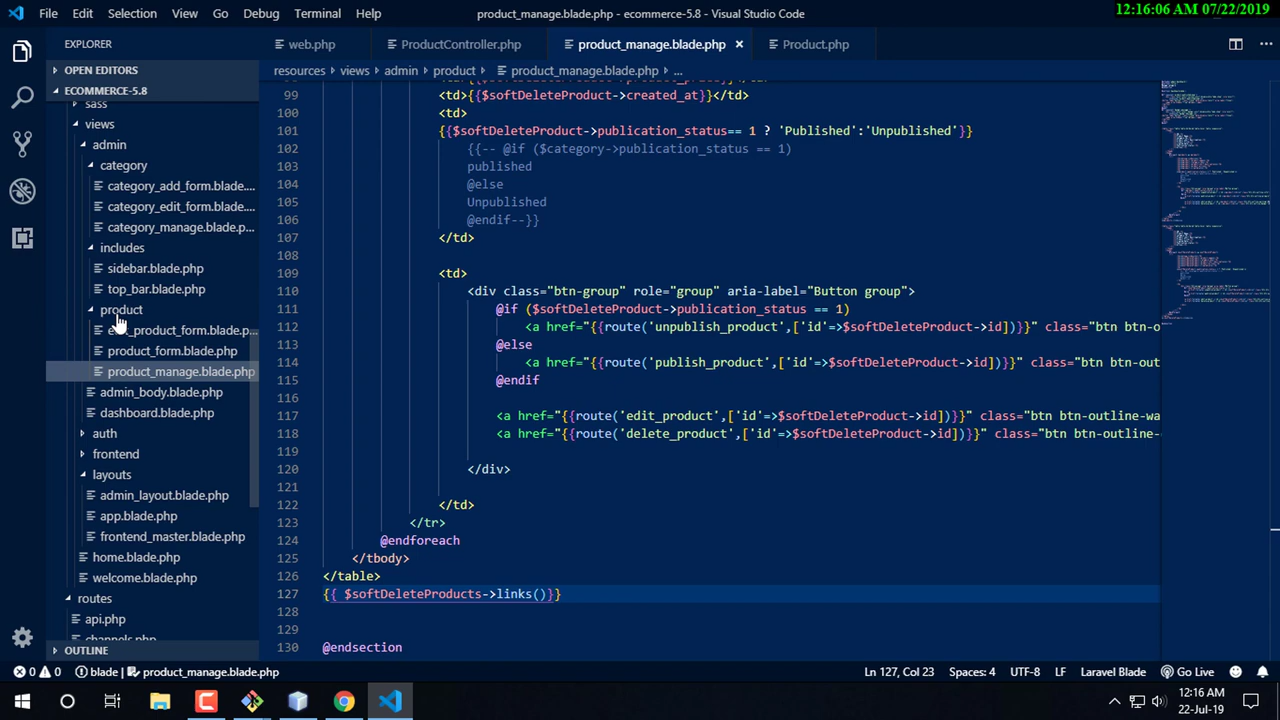 File Edit Selection View Go Debug Terminal Help product_manage.blade.php - ecommerce-5.8 - Visual Studio Code 12:16:06 AM 07/22/2019
EXPLORER web.php ProductController.php product_manage.blade.php × Product.php
OPEN EDITORS resources > views > admin > product > product_manage.blade.php > ...
ECOMMERCE-5.8
sass
views
admin
category
category_add_form.blade....
category_edit_form.blade....
category_manage.blade.p...
includes
sidebar.blade.php
top_bar.blade.php
product
product_form.blade.p...
product_form.blade.php
product_manage.blade.php
admin_body.blade.php
dashboard.blade.php
auth
frontend
layouts
admin_layout.blade.php
app.blade.php
frontend_master.blade.php
home.blade.php
welcome.blade.php
routes
api.php
channels.php
OUTLINE
99 <td>{{$softDeleteProduct->created_at}}</td>
100 <td>
101 {{$softDeleteProduct->publication_status== 1 ? 'Published':'Unpublished'}}
102 {{-- @if ($category->publication_status == 1)
103 published
104 @else
105 Unpublished
106 @endif--}}
107 </td>
108
109 <td>
110 <div class="btn-group" role="group" aria-label="Button group">
111 @if ($softDeleteProduct->publication_status == 1)
112 <a href="{{route('unpublish_product',['id'=>$softDeleteProduct->id])}}" class="btn btn-o
113 @else
114 <a href="{{route('publish_product',['id'=>$softDeleteProduct->id])}}" class="btn btn-out
115 @endif
116
117 <a href="{{route('edit_product',['id'=>$softDeleteProduct->id])}}" class="btn btn-outline-wa
118 <a href="{{route('delete_product',['id'=>$softDeleteProduct->id])}}" class="btn btn-outline-
119
120 </div>
121
122 </td>
123 </tr>
124 @endforeach
125 </tbody>
126 </table>
127 {{ $softDeleteProducts->links()}}
128
129
130 @endsection
0 0 blade | product_manage.blade.php Ln 127, Col 23 Spaces: 4 UTF-8 LF Laravel Blade Go Live
12:16 AM
22-Jul-19